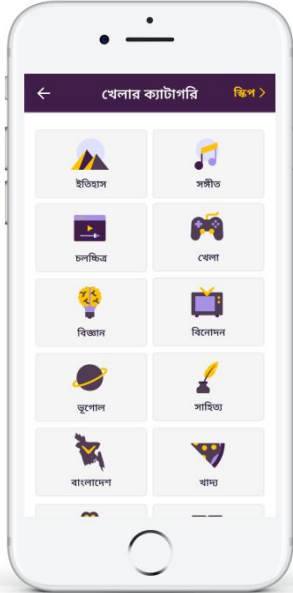 খেলার ক্যাটাগরি
স্কিপ >
ইতিহাস
সঙ্গীত
চলচ্চিত্র
খেলা
বিজ্ঞান
বিনোদন
ভূগোল
সাহিত্য
বাংলাদেশ
খাদ্য